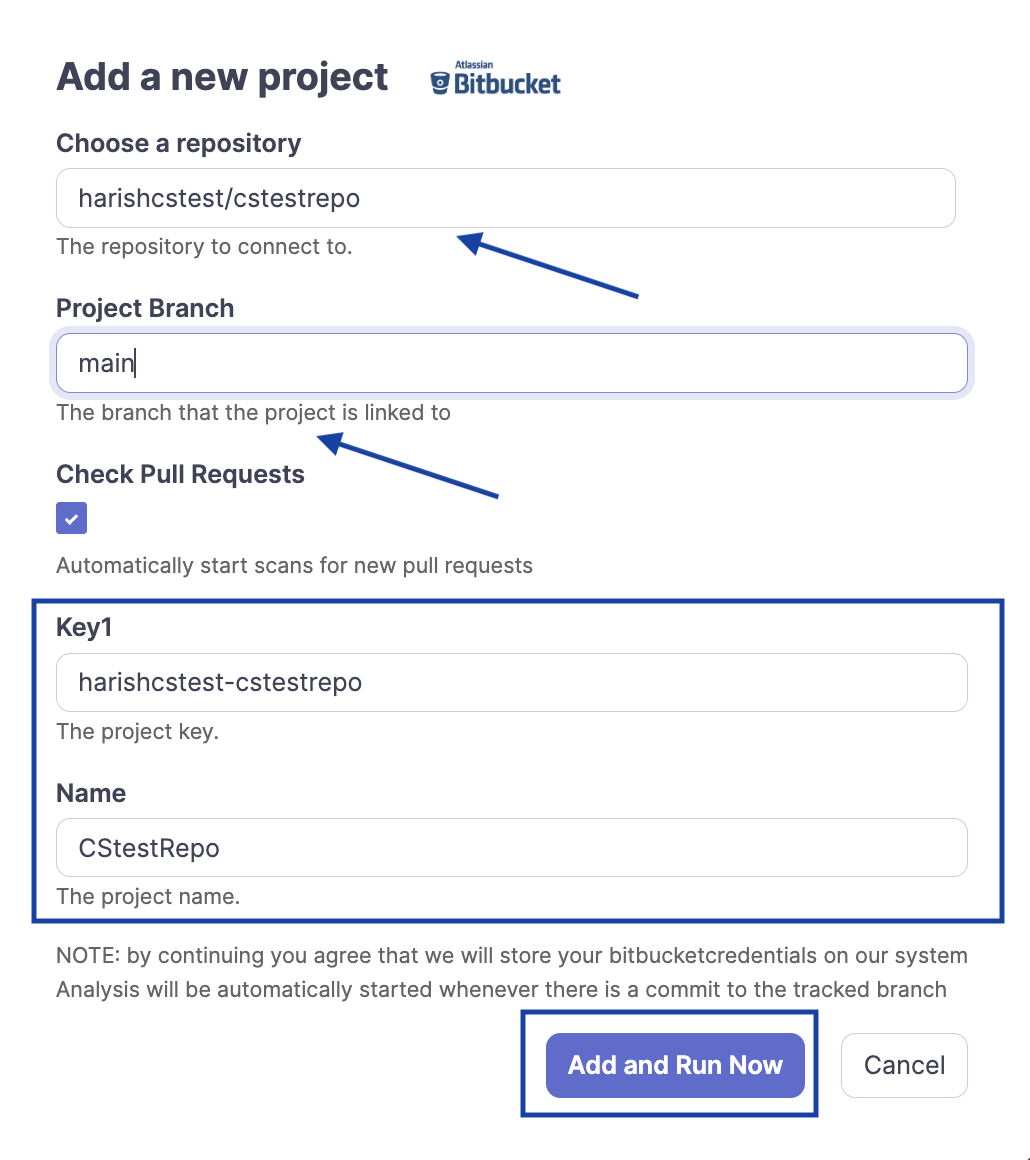 Add a new project
Atlassian
Bitbucket
Choose a repository
harishcstest/cstestrepo
The repository to connect to.
Project Branch
main
The branch that the project is linked to
Check Pull Requests
Automatically start scans for new pull requests
Key1
harishcstest-cstestrepo
The project key.
Name
CStestRepo
The project name.
NOTE: by continuing you agree that we will store your bitbucketcredentials on our system
Analysis will be automatically started whenever there is a commit to the tracked branch
Add and Run Now
Cancel